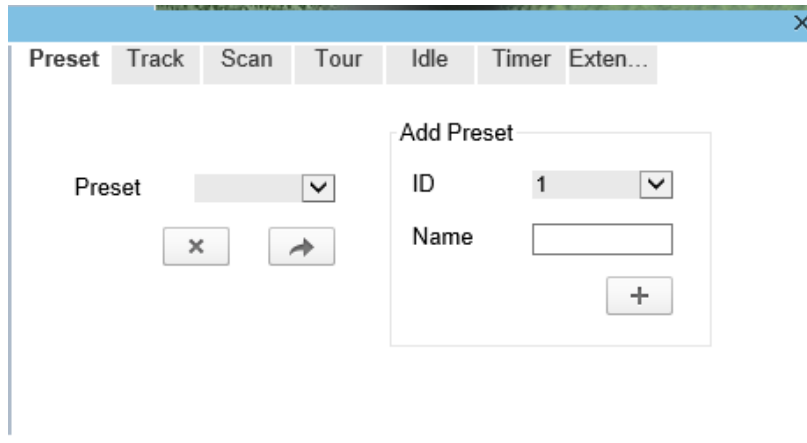 Preset Track Scan Tour Idle Timer Exten...
Add Preset
Preset
ID 1
Name